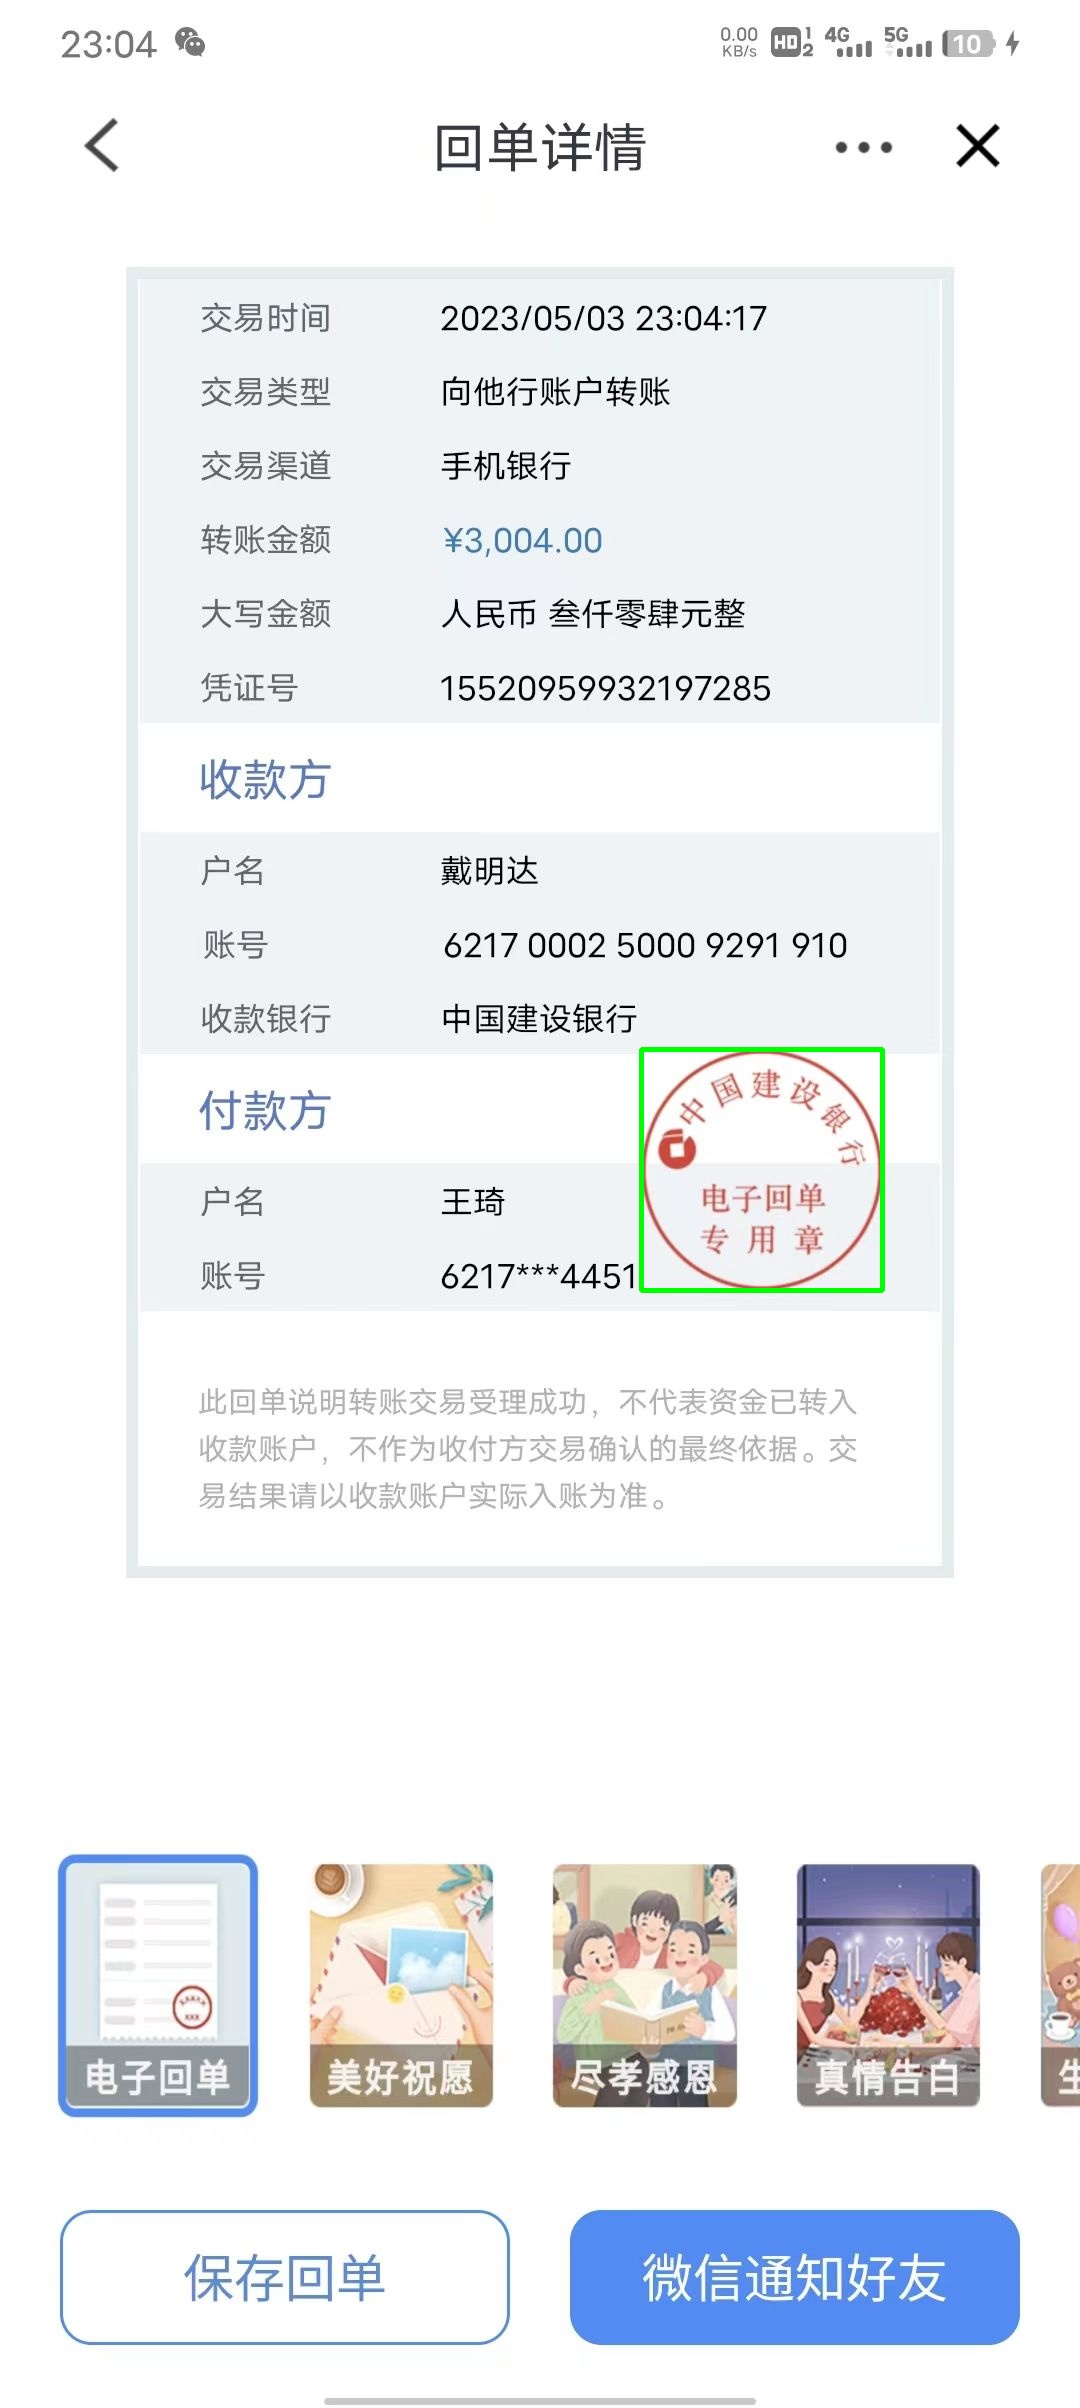 23:04
0.00 KB/s HD 1 2 4G 5G 10
回单详情
交易时间 2023/05/03 23:04:17
交易类型 向他行账户转账
交易渠道 手机银行
转账金额 ¥3,004.00
大写金额 人民币 叁仟零肆元整
凭证号 15520959932197285
收款方
户名 戴明达
账号 6217 0002 5000 9291 910
收款银行 中国建设银行
付款方
中国建设银行
电子回单
专用章
户名 王琦
账号 6217***4451
此回单说明转账交易受理成功，不代表资金已转入
收款账户，不作为收付方交易确认的最终依据。交
易结果请以收款账户实际入账为准。
电子回单 美好祝愿 尽孝感恩 真情告白 生
保存回单 微信通知好友